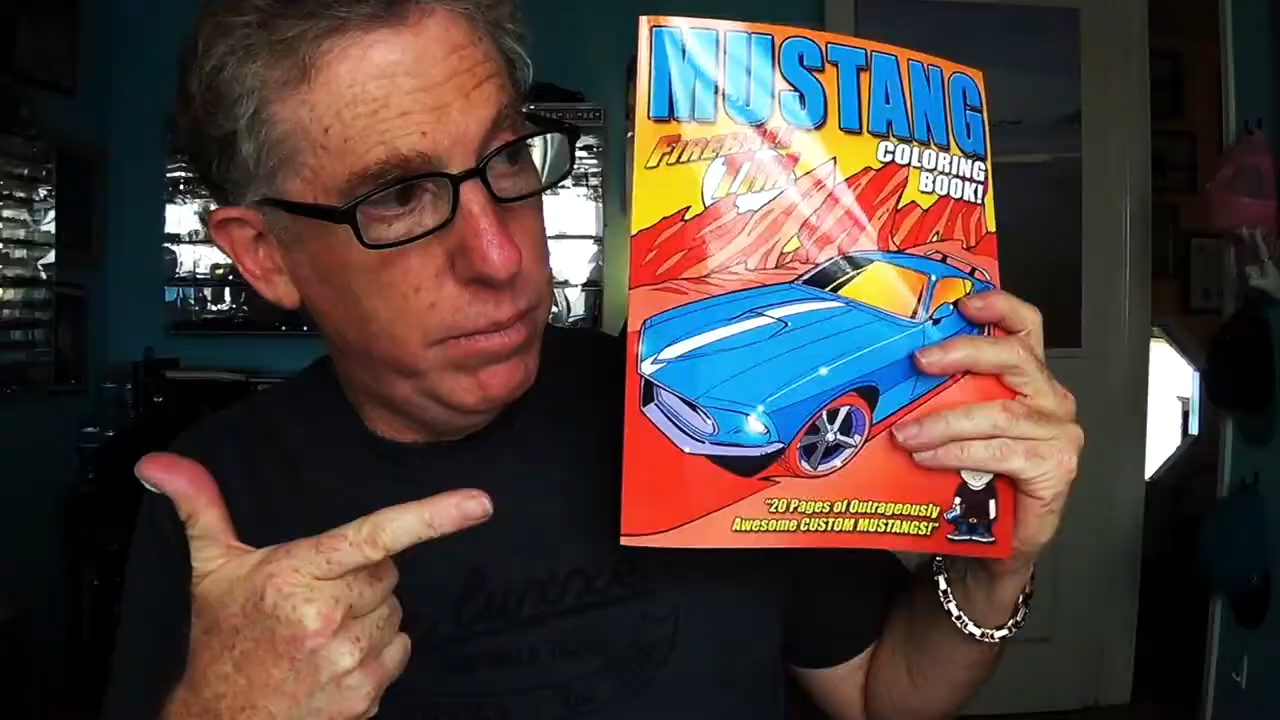 MUSTANG
FIREBALL
TIM
COLORING
BOOK!
"20 Pages of Outrageously
Awesome CUSTOM MUSTANGS!"